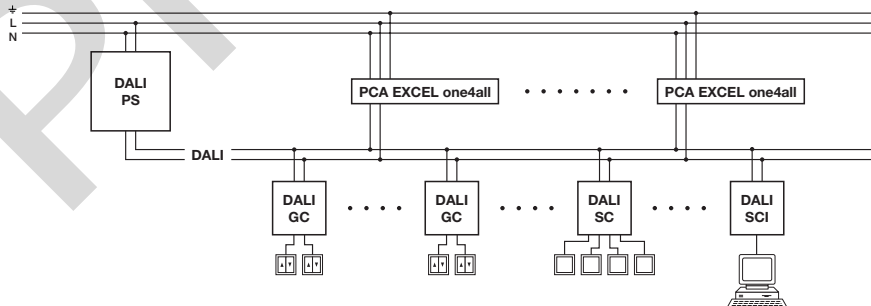 L
N
DALI
PS
PCA EXCEL one4all
PCA EXCEL one4all
DALI
DALI
GC
DALI
GC
DALI
SC
DALI
SCI